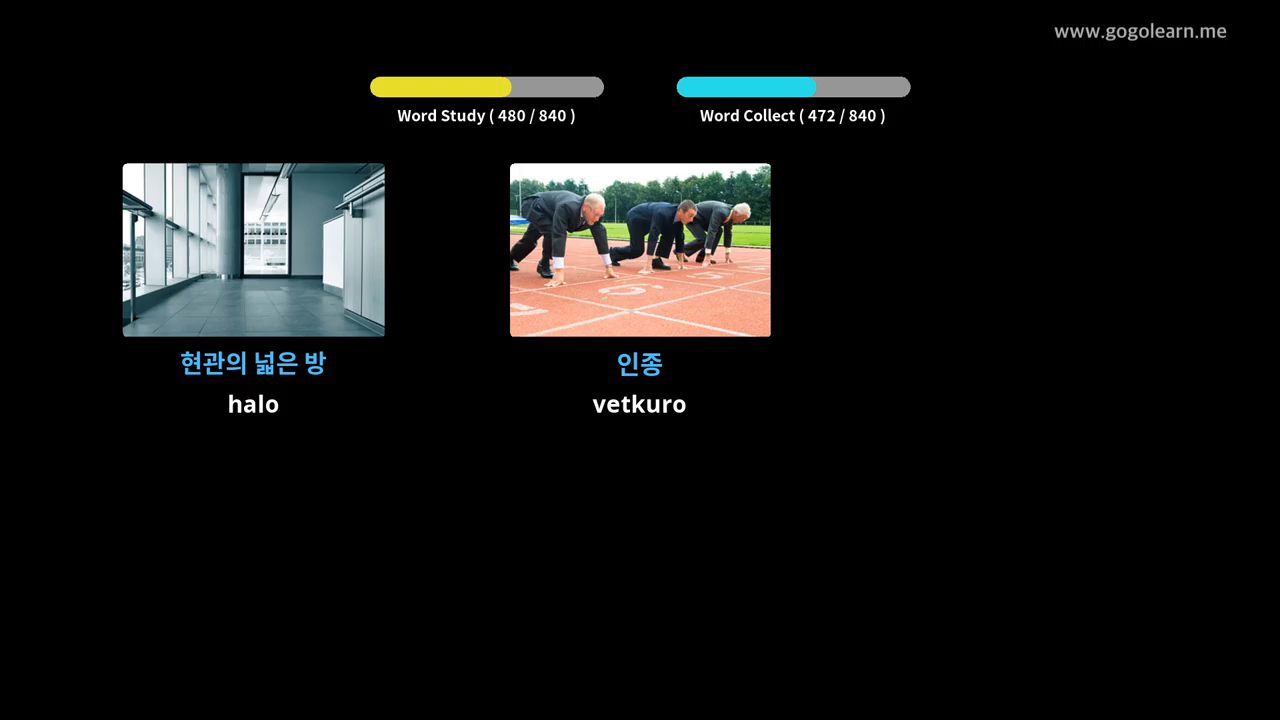 www.gogolearn.me
Word Study ( 480 / 840 )
Word Collect ( 472 / 840 )
현관의 넓은 방
halo
인종
vetkuro